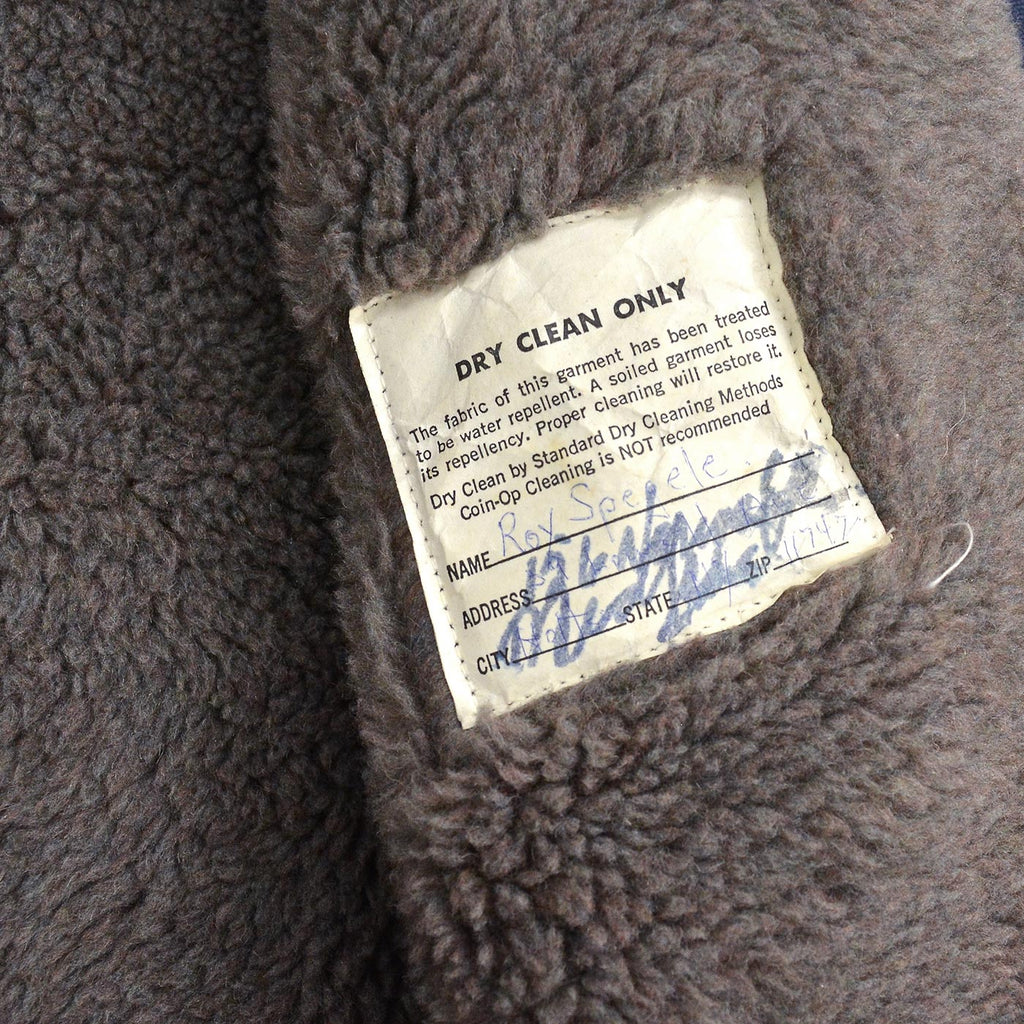 DRY CLEAN ONLY
The fabric of this garment has been treated
to be water repellent. A soiled garment loses
its repellency. Proper cleaning will restore it.
Dry Clean by Standard Dry Cleaning Methods
Coin-Op Cleaning is NOT recommended
NAME Roy Spegele
ADDRESS
CITY STATE ZIP 11747